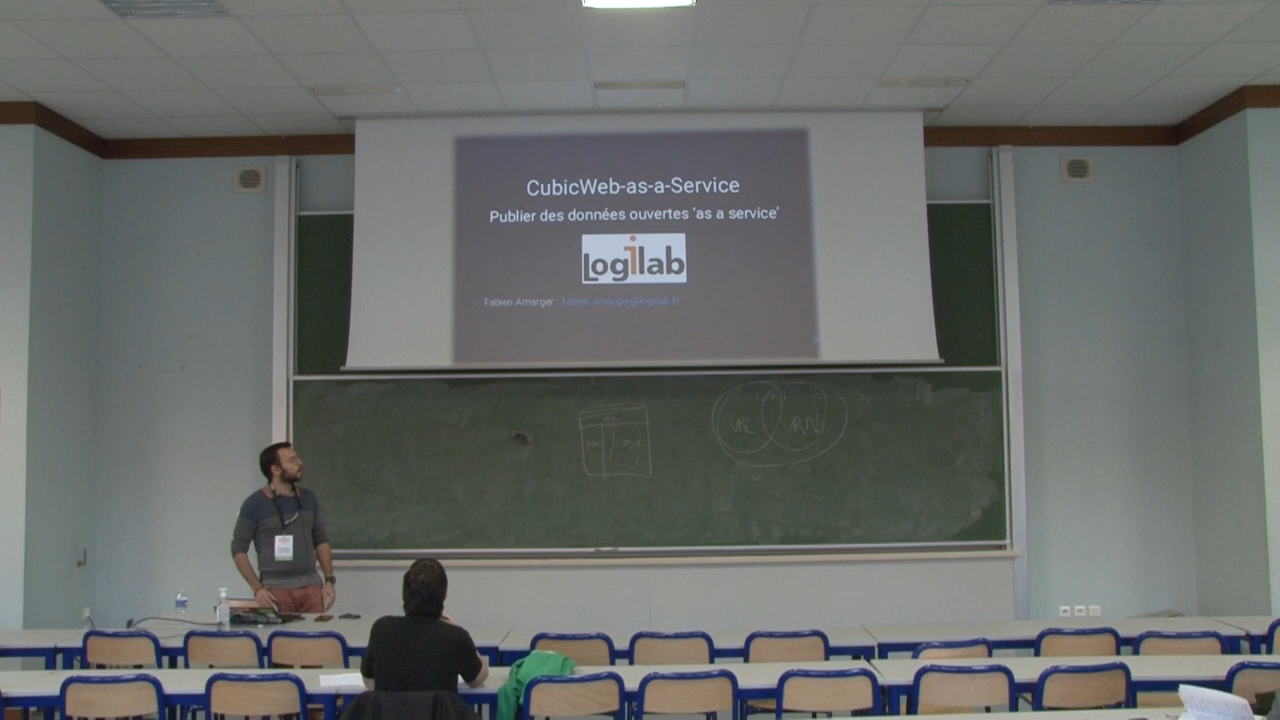 CubicWeb-as-a-Service
Publier des données ouvertes 'as a service'
Logilab
Fabien Amarger : fabien.amarger@logilab.fr
URL URN